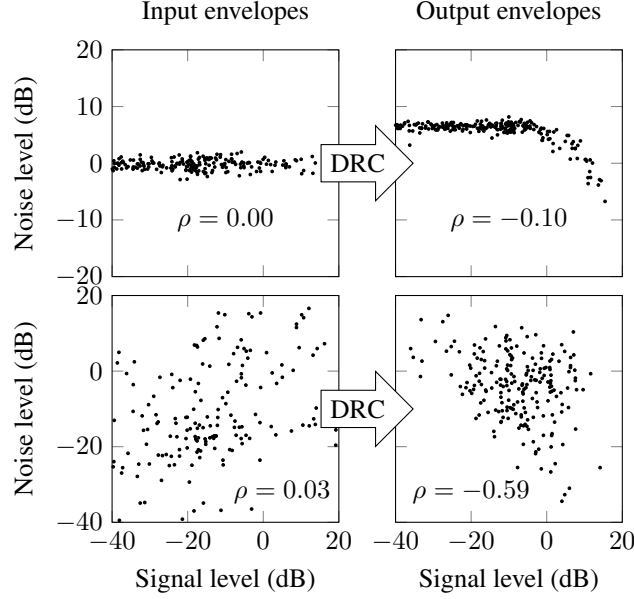 Input envelopes
Output envelopes
Noise level (dB)
20
10
0
−10
−20
ρ = 0.00
DRC
ρ = −0.10
Noise level (dB)
20
0
−20
−40
ρ = 0.03
DRC
ρ = −0.59
−40
−20
0
20
−40
−20
0
20
Signal level (dB)
Signal level (dB)